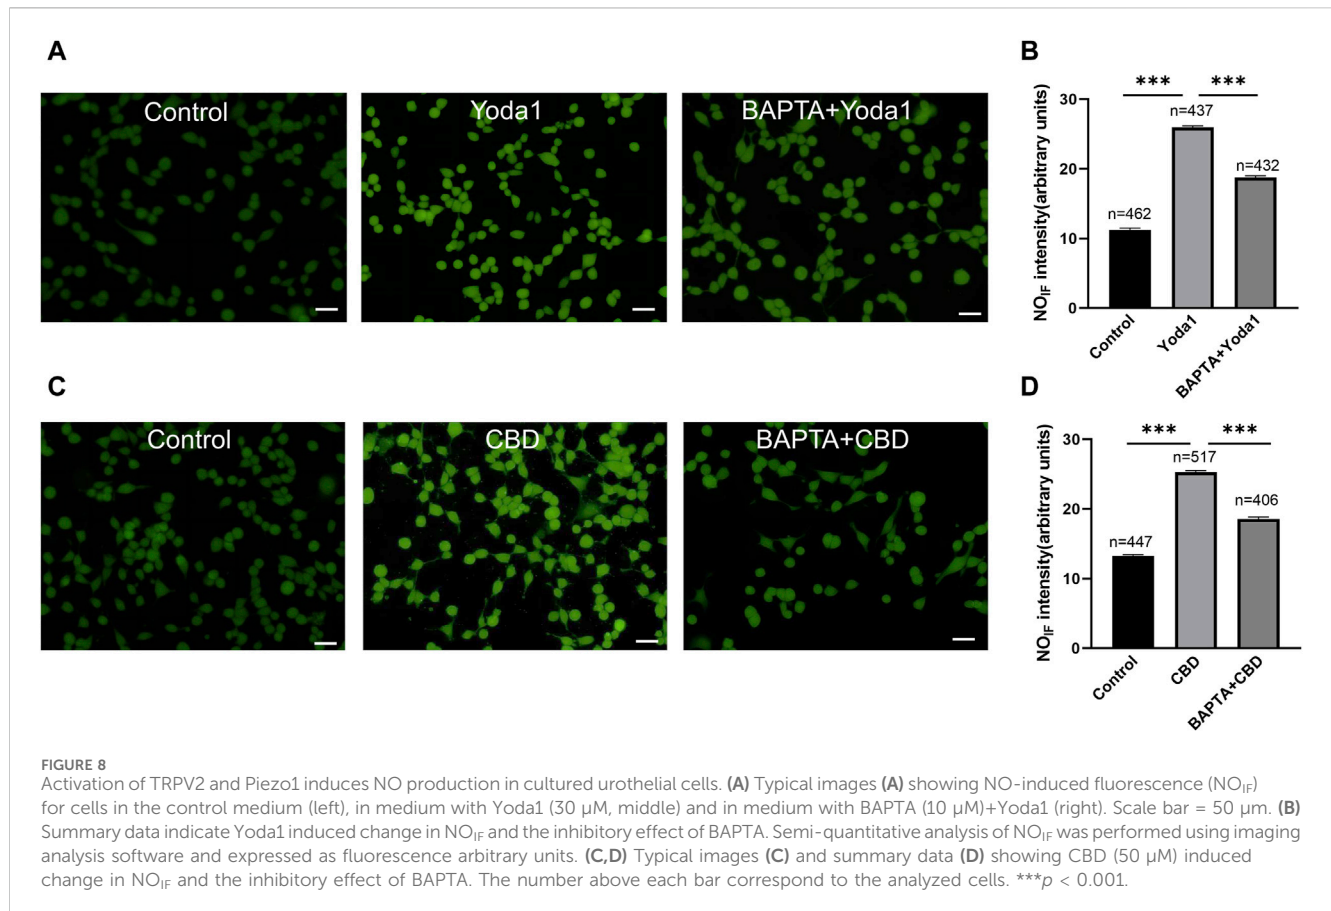 A
Control
Yoda1
BAPTA+Yoda1
B
***
***
NO_IF intensity(arbitrary units)
30
20
10
0
n=462
n=437
n=432
Control
Yoda1
BAPTA+Yoda1
C
Control
CBD
BAPTA+CBD
D
***
***
NO_IF intensity(arbitrary units)
30
20
10
0
n=447
n=517
n=406
Control
CBD
BAPTA+CBD
FIGURE 8
Activation of TRPV2 and Piezo1 induces NO production in cultured urothelial cells. (A) Typical images (A) showing NO-induced fluorescence (NO_IF)
for cells in the control medium (left), in medium with Yoda1 (30 µM, middle) and in medium with BAPTA (10 µM)+Yoda1 (right). Scale bar = 50 µm. (B)
Summary data indicate Yoda1 induced change in NO_IF and the inhibitory effect of BAPTA. Semi-quantitative analysis of NO_IF was performed using imaging
analysis software and expressed as fluorescence arbitrary units. (C,D) Typical images (C) and summary data (D) showing CBD (50 µM) induced
change in NO_IF and the inhibitory effect of BAPTA. The number above each bar correspond to the analyzed cells. ***p < 0.001.